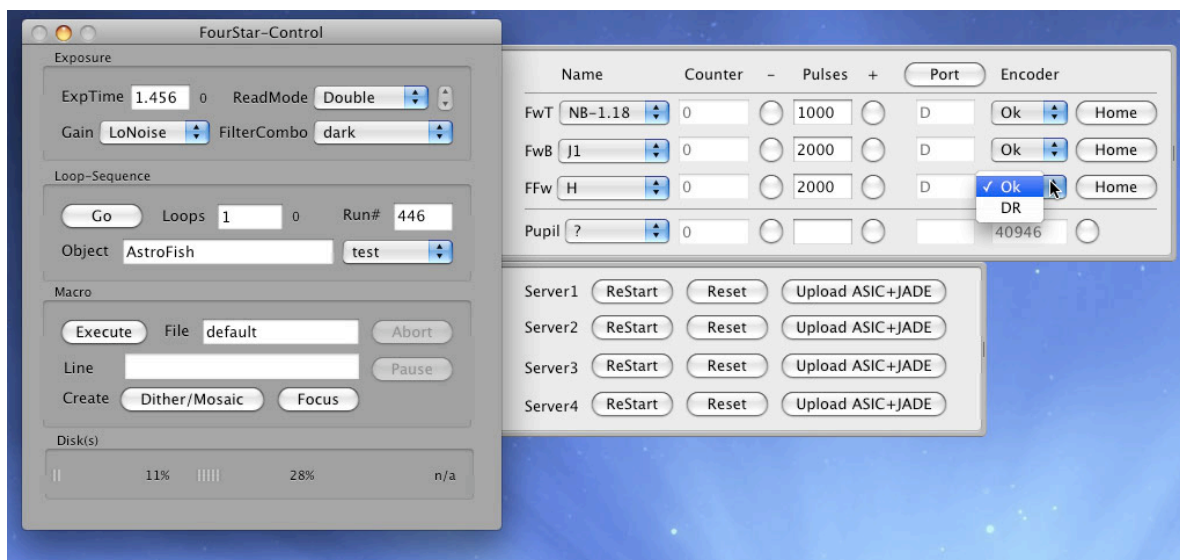 FourStar-Control
Exposure
ExpTime 1.456 0 ReadMode Double
Gain LoNoise FilterCombo dark
Loop-Sequence
Go Loops 1 0 Run# 446
Object AstroFish test
Macro
Execute File default Abort
Line Pause
Create Dither/Mosaic Focus
Disk(s)
11% 28% n/a
Name Counter - Pulses + Port Encoder
FwT NB-1.18 0 1000 D Ok Home
FwB J1 0 2000 D Ok Home
FFw H 0 2000 D ✓ Ok Home
DR
Pupil ? 0 40946
Server1 ReStart Reset Upload ASIC+JADE
Server2 ReStart Reset Upload ASIC+JADE
Server3 ReStart Reset Upload ASIC+JADE
Server4 ReStart Reset Upload ASIC+JADE